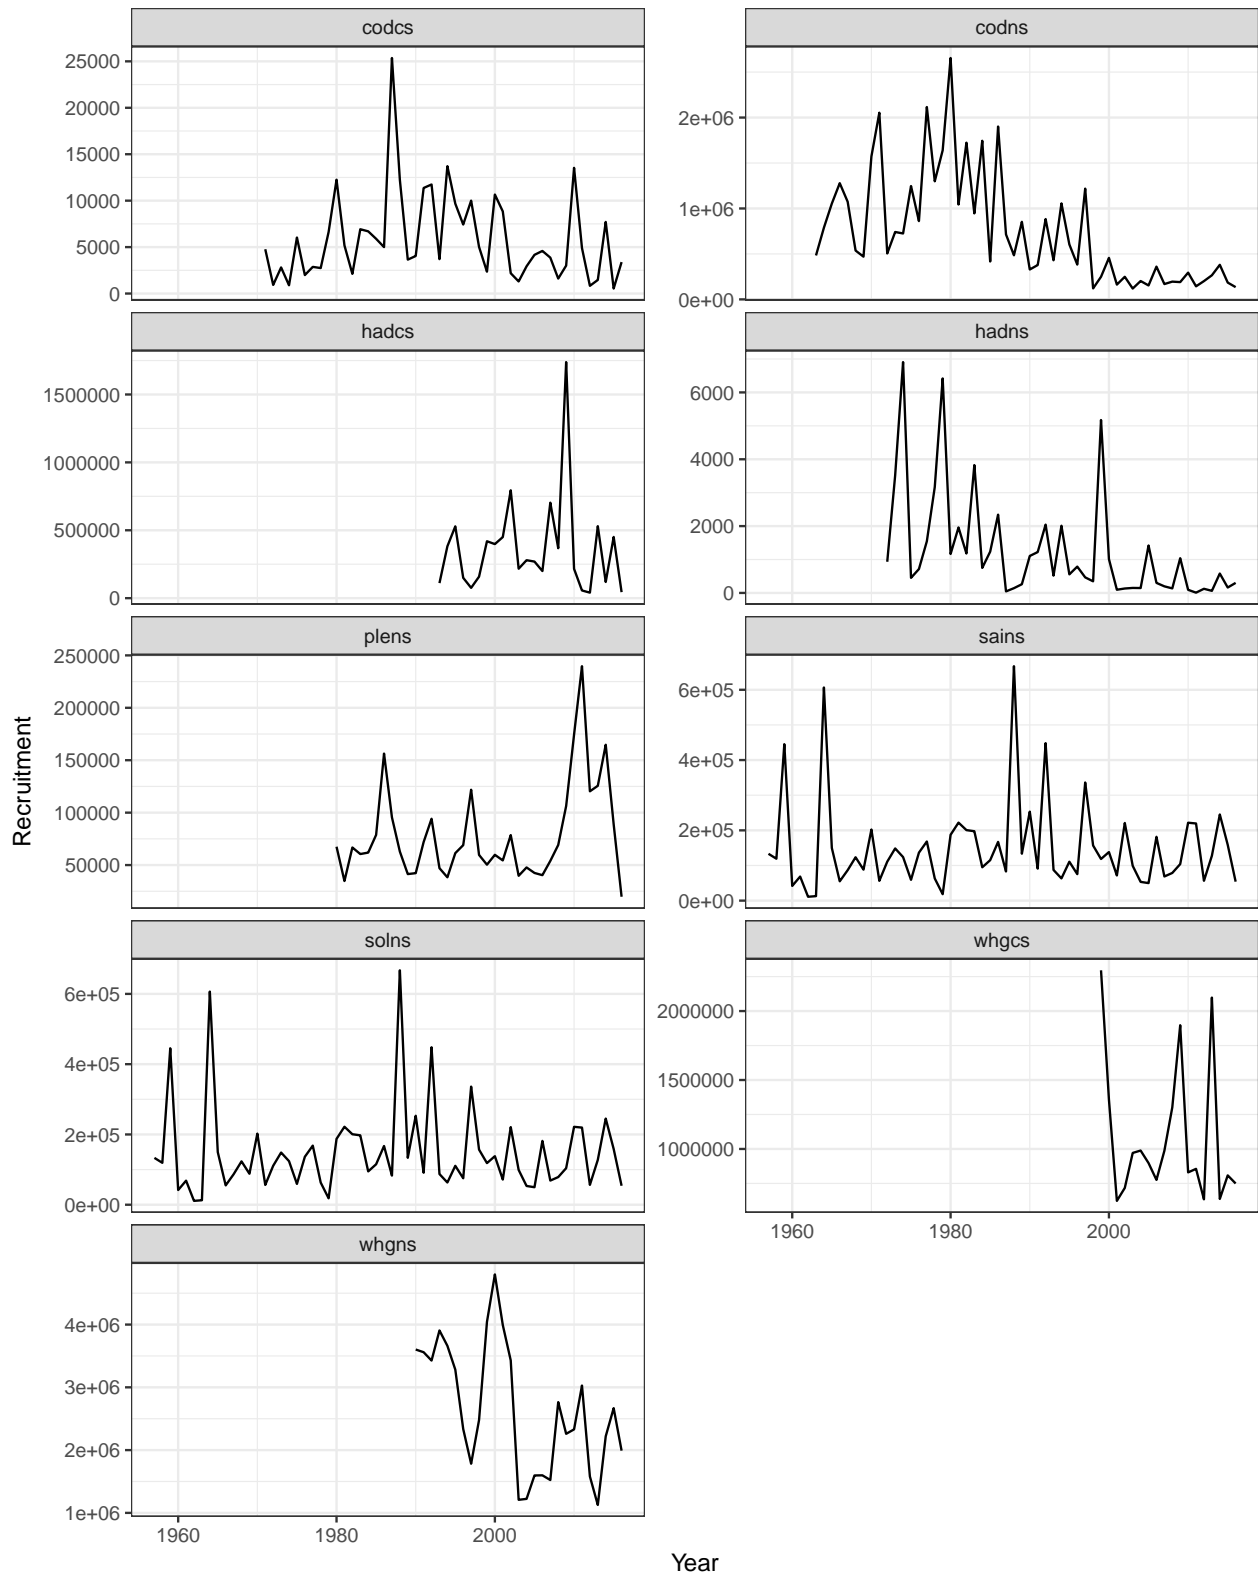 codcs
25000
20000
15000
10000
5000
0
codns
2e+06
1e+06
0e+00
hadcs
1500000
1000000
500000
0
hadns
6000
4000
2000
0
plens
250000
200000
150000
100000
50000
sains
6e+05
4e+05
2e+05
0e+00
solns
6e+05
4e+05
2e+05
0e+00
whgcs
2000000
1500000
1000000
1960 1980 2000
whgns
4e+06
3e+06
2e+06
1e+06
1960 1980 2000
Recruitment
Year